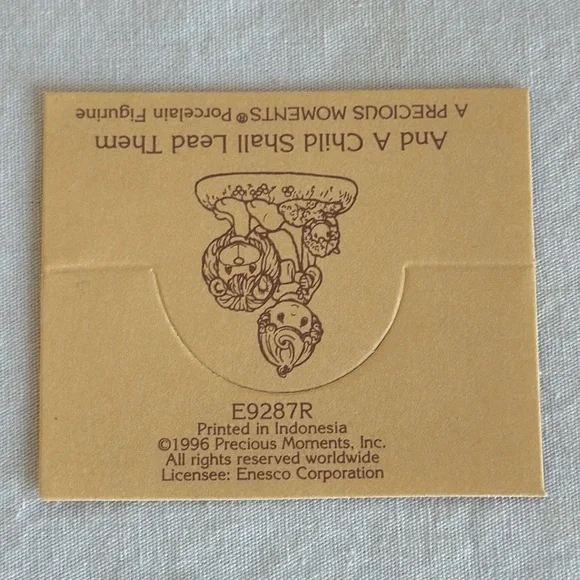 And A Child Shall Lead Them
A PRECIOUS MOMENTS® Porcelain Figurine
E9287R
Printed in Indonesia
©1996 Precious Moments, Inc.
All rights reserved worldwide
Licensee: Enesco Corporation